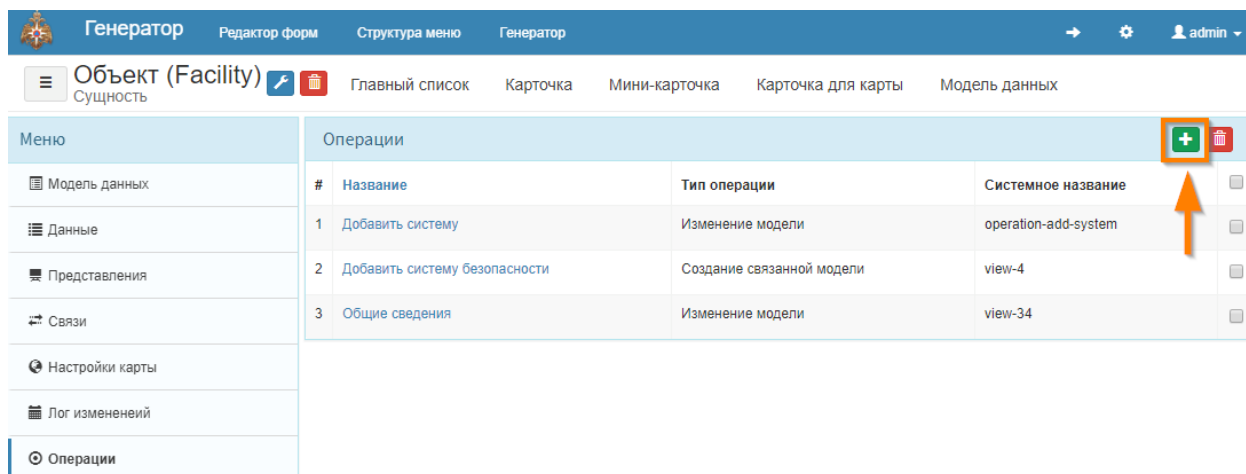 Генератор Редактор форм Структура меню Генератор admin
Объект (Facility) Главный список Карточка Мини-карточка Карточка для карты Модель данных
Сущность
Меню
Модель данных
Данные
Представления
Связи
Настройки карты
Лог измененеий
Операции
Операции
# Название Тип операции Системное название
1 Добавить систему Изменение модели operation-add-system
2 Добавить систему безопасности Создание связанной модели view-4
3 Общие сведения Изменение модели view-34